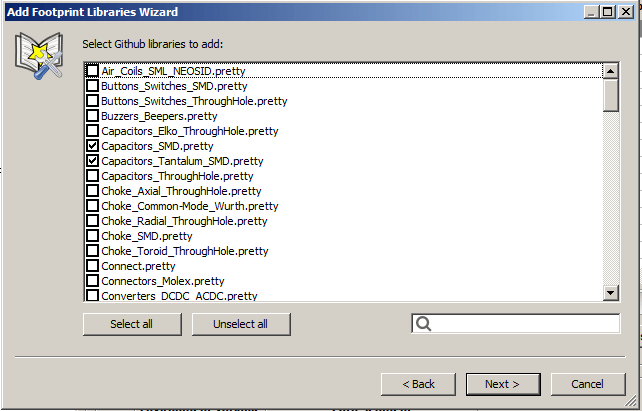 Add Footprint Libraries Wizard
Select Github libraries to add:
Air_Coils_SML_NEOSID.pretty
Buttons_Switches_SMD.pretty
Buttons_Switches_ThroughHole.pretty
Buzzers_Beepers.pretty
Capacitors_Elko_ThroughHole.pretty
Capacitors_SMD.pretty
Capacitors_Tantalum_SMD.pretty
Capacitors_ThroughHole.pretty
Choke_Axial_ThroughHole.pretty
Choke_Common-Mode_Wurth.pretty
Choke_Radial_ThroughHole.pretty
Choke_SMD.pretty
Choke_Toroid_ThroughHole.pretty
Connect.pretty
Connectors_Molex.pretty
Converters_DCDC_ACDC.pretty
Select all Unselect all
< Back Next > Cancel